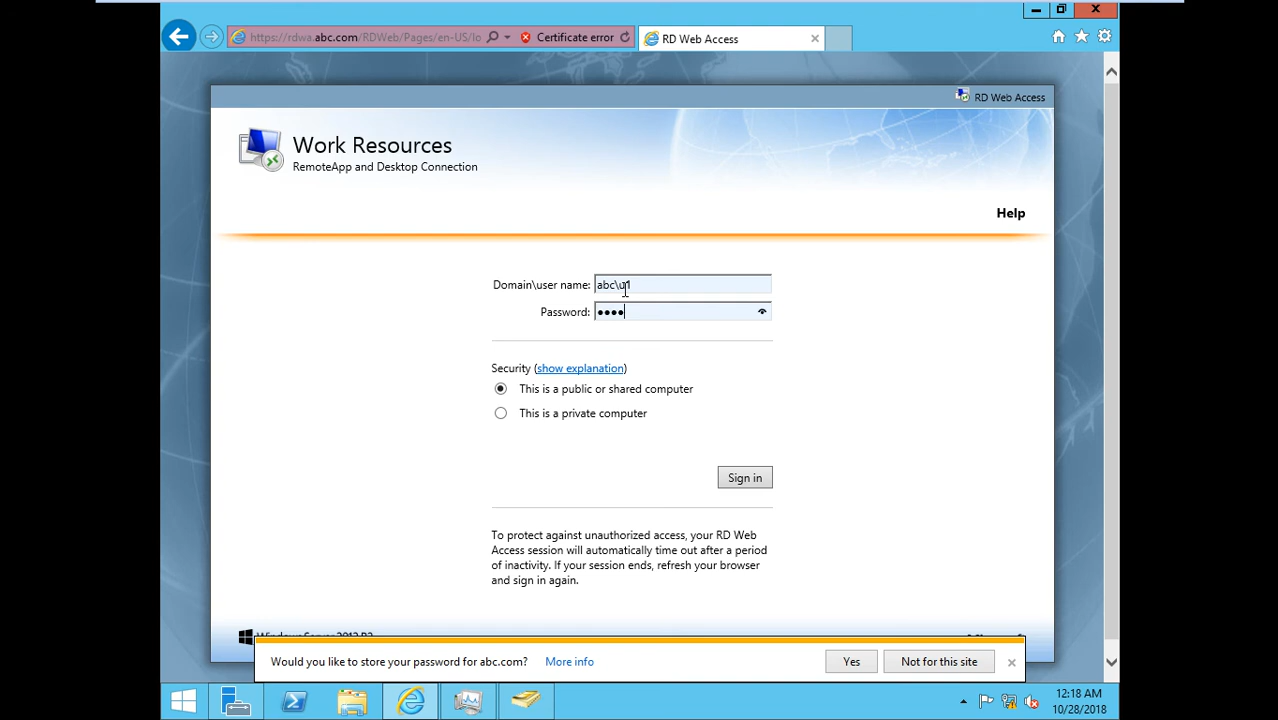 https://rdwa.abc.com/RDWeb/Pages/en-US/lo
Certificate error
RD Web Access
RD Web Access
Work Resources
RemoteApp and Desktop Connection
Help
Domain\user name: abc\u1
Password: ●●●●
Security (show explanation)
This is a public or shared computer
This is a private computer
Sign in
To protect against unauthorized access, your RD Web
Access session will automatically time out after a period
of inactivity. If your session ends, refresh your browser
and sign in again.
Windows Server 2012 R2
Would you like to store your password for abc.com? More info Yes Not for this site
12:18 AM
10/28/2018